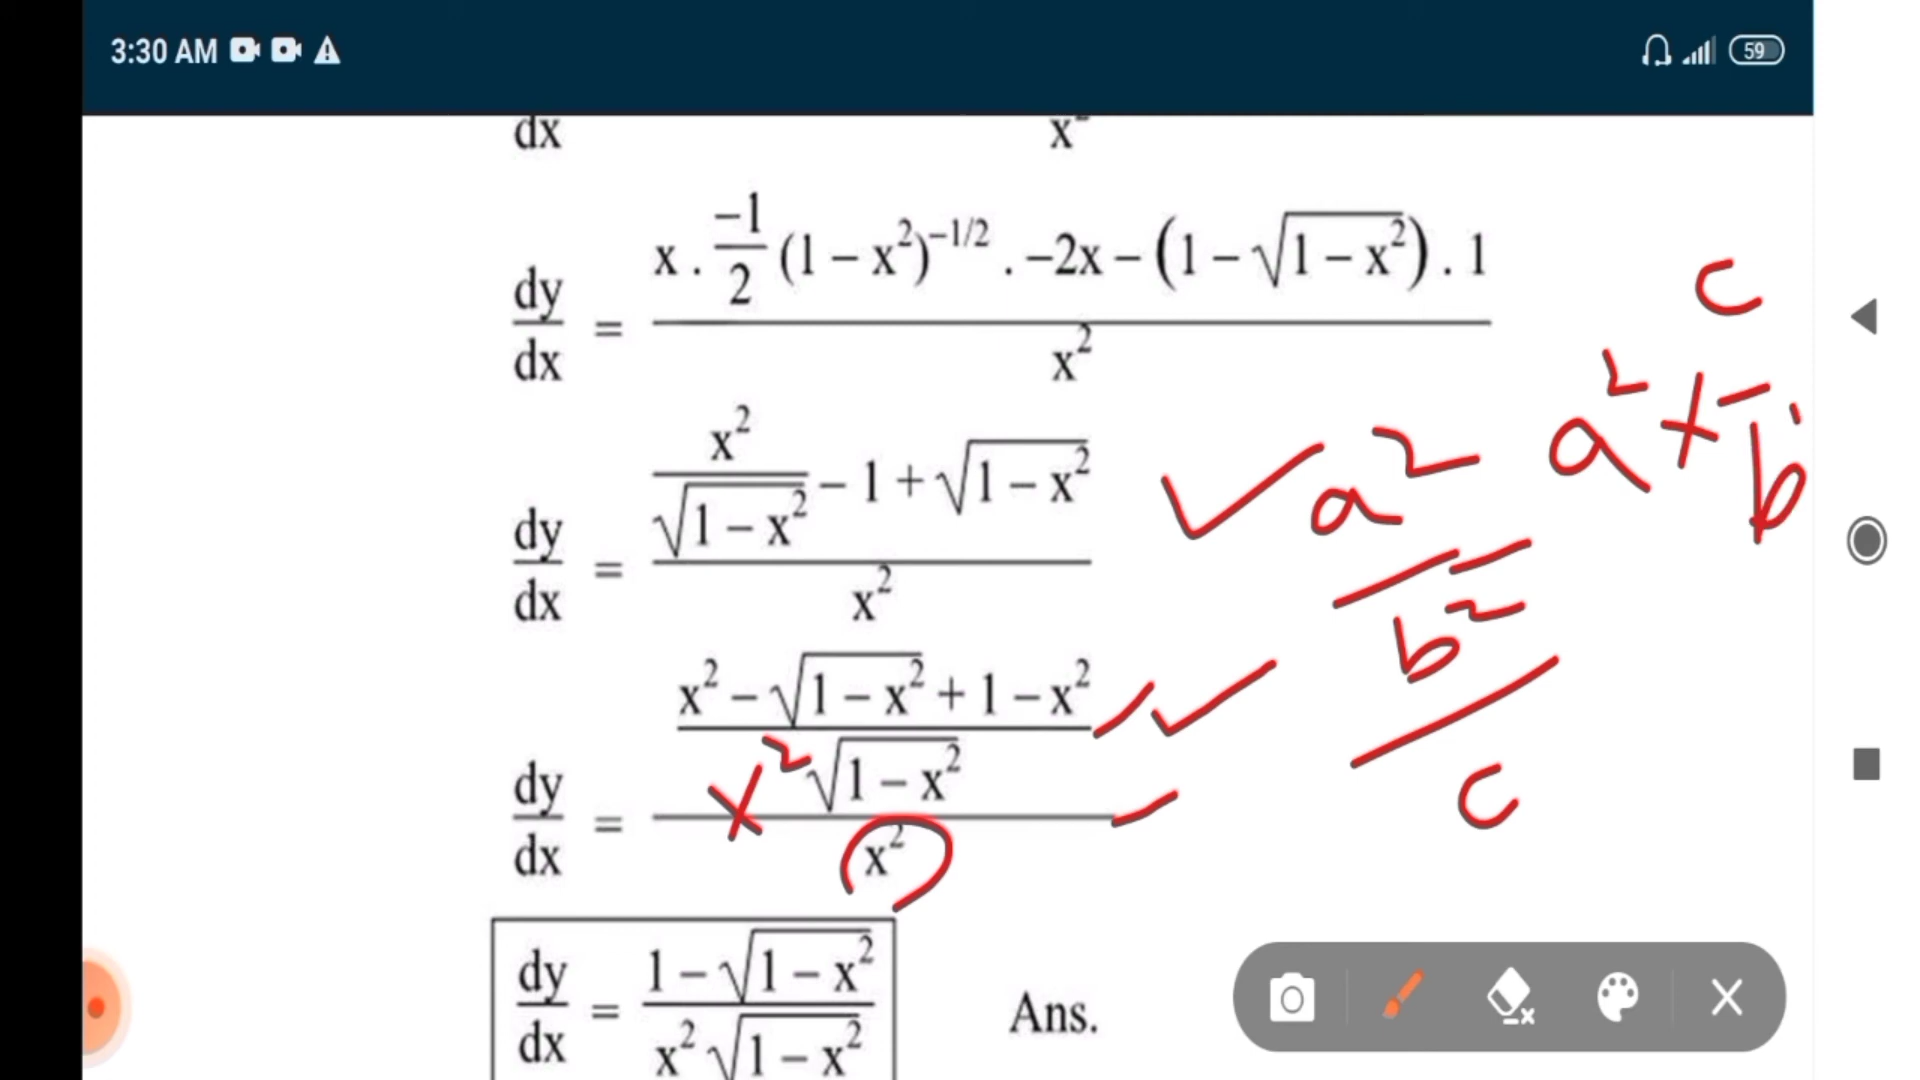 3:30 AM 59
dx x²
dy/dx = (x . -1/2 (1 – x²)^(–1/2) . –2x – (1 – √(1 – x²)) . 1) / x²
c
a² × b
dy/dx = (x²/√(1 – x²) – 1 + √(1 – x²)) / x²
a²
b²
c
dy/dx = ((x² – √(1 – x²) + 1 – x²) / √(1 – x²)) / x²
x²
dy/dx = (1 – √(1 – x²)) / (x² √(1 – x²)) Ans.